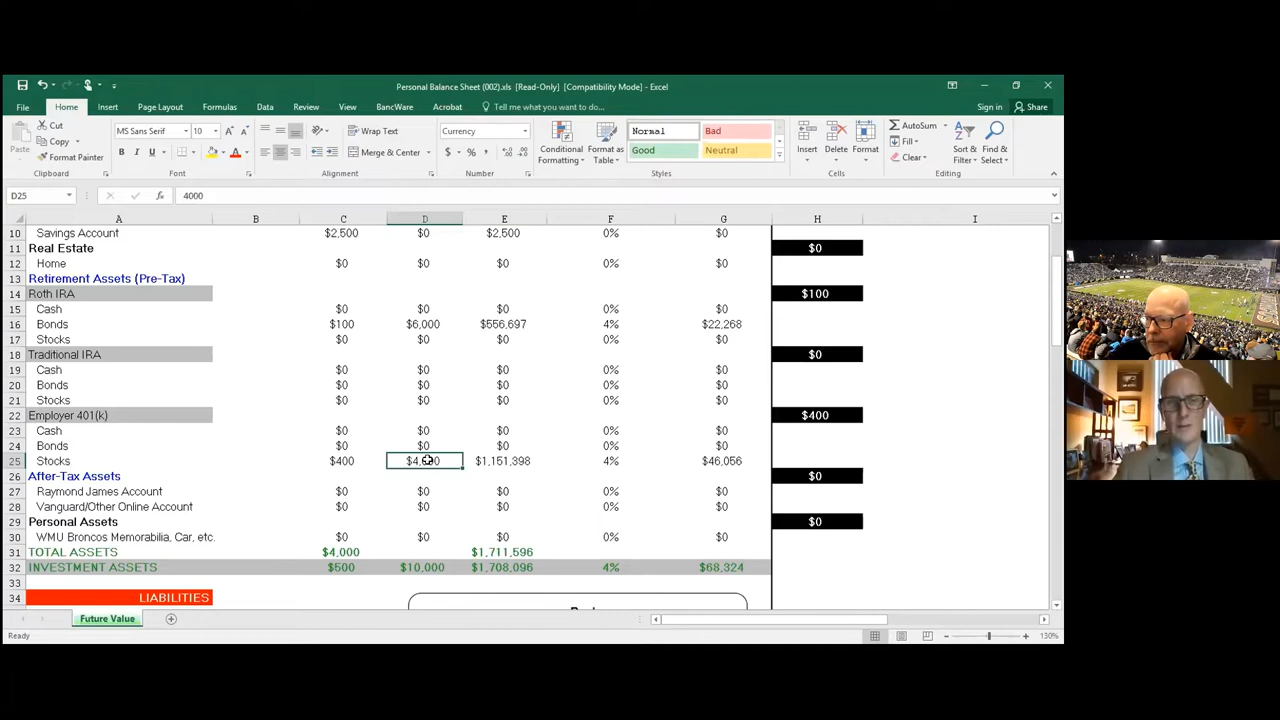 Personal Balance Sheet (002).xls [Read-Only] [Compatibility Mode] - Excel
File Home Insert Page Layout Formulas Data Review View BancWare Acrobat Tell me what you want to do... Sign in Share
Paste Cut Copy Format Painter Clipboard
MS Sans Serif 10 A A B I U A Font
Wrap Text Merge & Center Alignment
Currency $ % , Number
Conditional Formatting Format as Table Normal Bad Good Neutral Styles
Insert Delete Format Cells
AutoSum Fill Clear Sort & Filter Find & Select Editing
D25 fx 4000
A B C D E F G H I
10 Savings Account $2,500 $0 $2,500 0% $0
11 Real Estate $0
12 Home $0 $0 $0 0% $0
13 Retirement Assets (Pre-Tax)
14 Roth IRA $100
15 Cash $0 $0 $0 0% $0
16 Bonds $100 $6,000 $556,697 4% $22,268
17 Stocks $0 $0 $0 0% $0
18 Traditional IRA $0
19 Cash $0 $0 $0 0% $0
20 Bonds $0 $0 $0 0% $0
21 Stocks $0 $0 $0 0% $0
22 Employer 401(k) $400
23 Cash $0 $0 $0 0% $0
24 Bonds $0 $0 $0 0% $0
25 Stocks $400 $4,000 $1,151,398 4% $46,056
26 After-Tax Assets $0
27 Raymond James Account $0 $0 $0 0% $0
28 Vanguard/Other Online Account $0 $0 $0 0% $0
29 Personal Assets $0
30 WMU Broncos Memorabilia, Car, etc. $0 $0 $0 0% $0
31 TOTAL ASSETS $4,000 $1,711,596
32 INVESTMENT ASSETS $500 $10,000 $1,708,096 4% $68,324
33
34 LIABILITIES
Future Value
Ready 130%